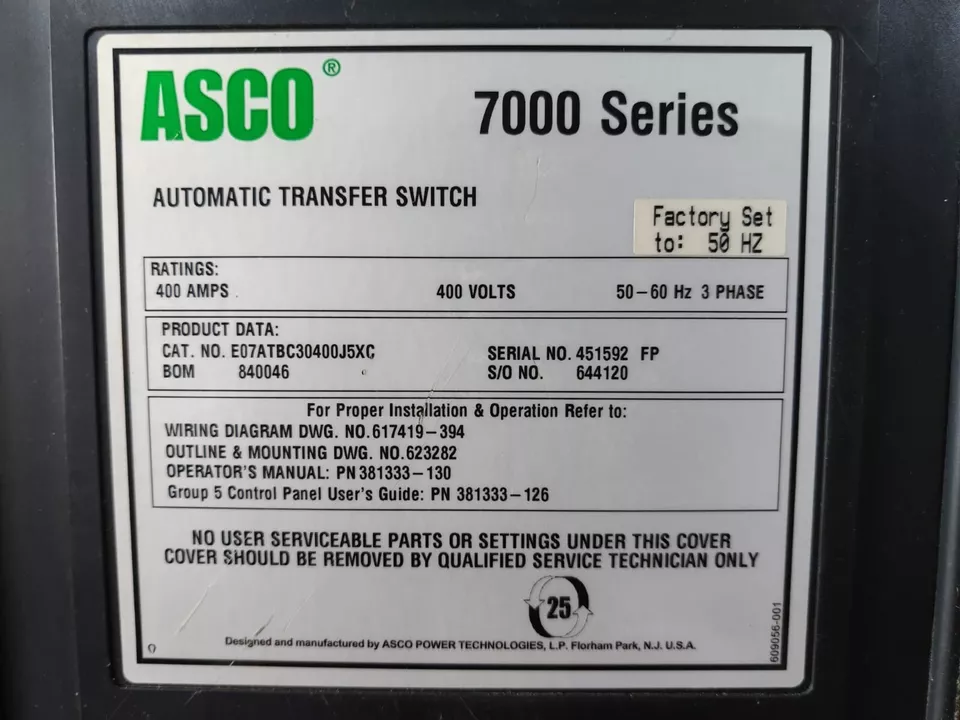 ASCO®
7000 Series
AUTOMATIC TRANSFER SWITCH
Factory Set
to: 50 HZ
RATINGS:
400 AMPS 400 VOLTS 50-60 Hz 3 PHASE
PRODUCT DATA:
CAT. NO. E07ATBC30400J5XC SERIAL NO. 451592 FP
BOM 840046 S/O NO. 644120
For Proper Installation & Operation Refer to:
WIRING DIAGRAM DWG. NO.617419-394
OUTLINE & MOUNTING DWG. NO.623282
OPERATOR'S MANUAL: PN 381333-130
Group 5 Control Panel User's Guide: PN 381333-126
NO USER SERVICEABLE PARTS OR SETTINGS UNDER THIS COVER
COVER SHOULD BE REMOVED BY QUALIFIED SERVICE TECHNICIAN ONLY
25
Designed and manufactured by ASCO POWER TECHNOLOGIES, L.P. Florham Park, N.J. U.S.A.
609056-001